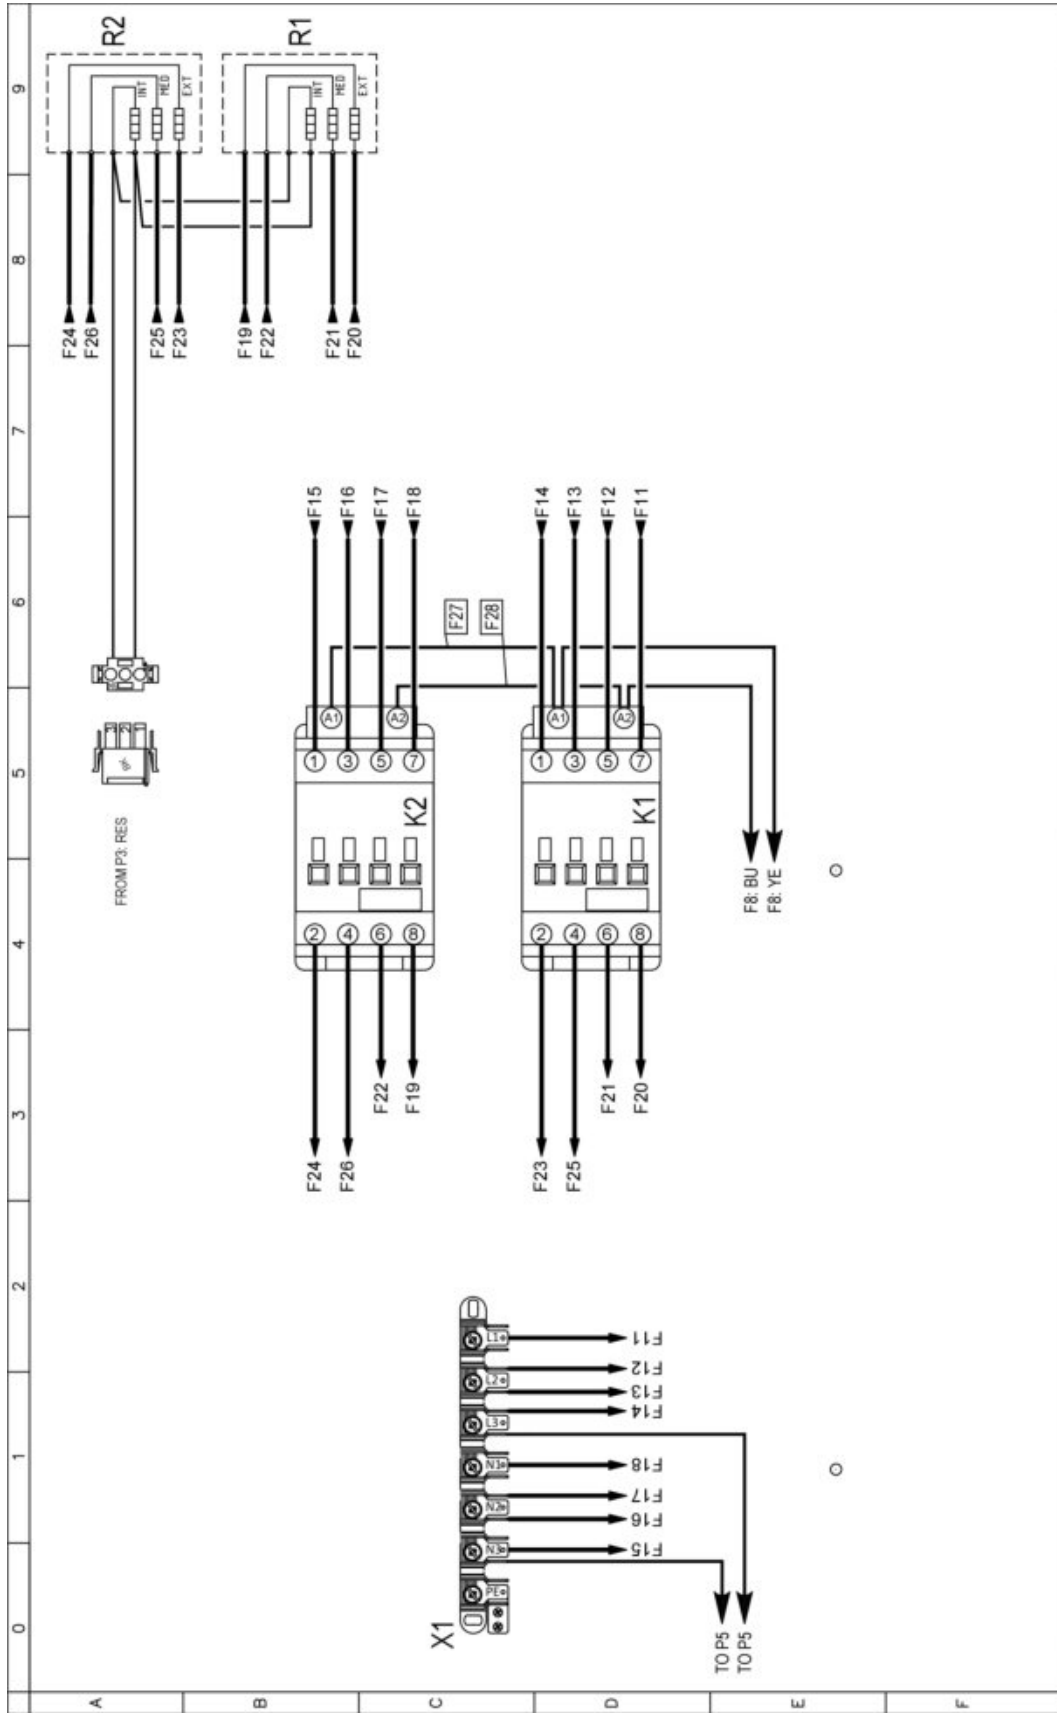 R2
R1
9
INT
MED
EXT
INT
MED
EXT
8
F24
F26
F25
F23
F19
F22
F21
F20
7
F15
F16
F17
F18
F14
F13
F12
F11
6
F27
F28
A1
A2
A1
A2
5
1
3
5
7
1
3
5
7
3
2
1
K2
K1
FROM P3: RES
F8: BU
F8: YE
4
2
4
6
8
2
4
6
8
3
F22
F19
F21
F20
F24
F26
F23
F25
2
L1
F11
L2
F12
F13
L3
F14
1
N1
F18
N2
F17
F16
N3
F15
PE
X1
0
TO P5
TO P5
A
B
C
D
E
F